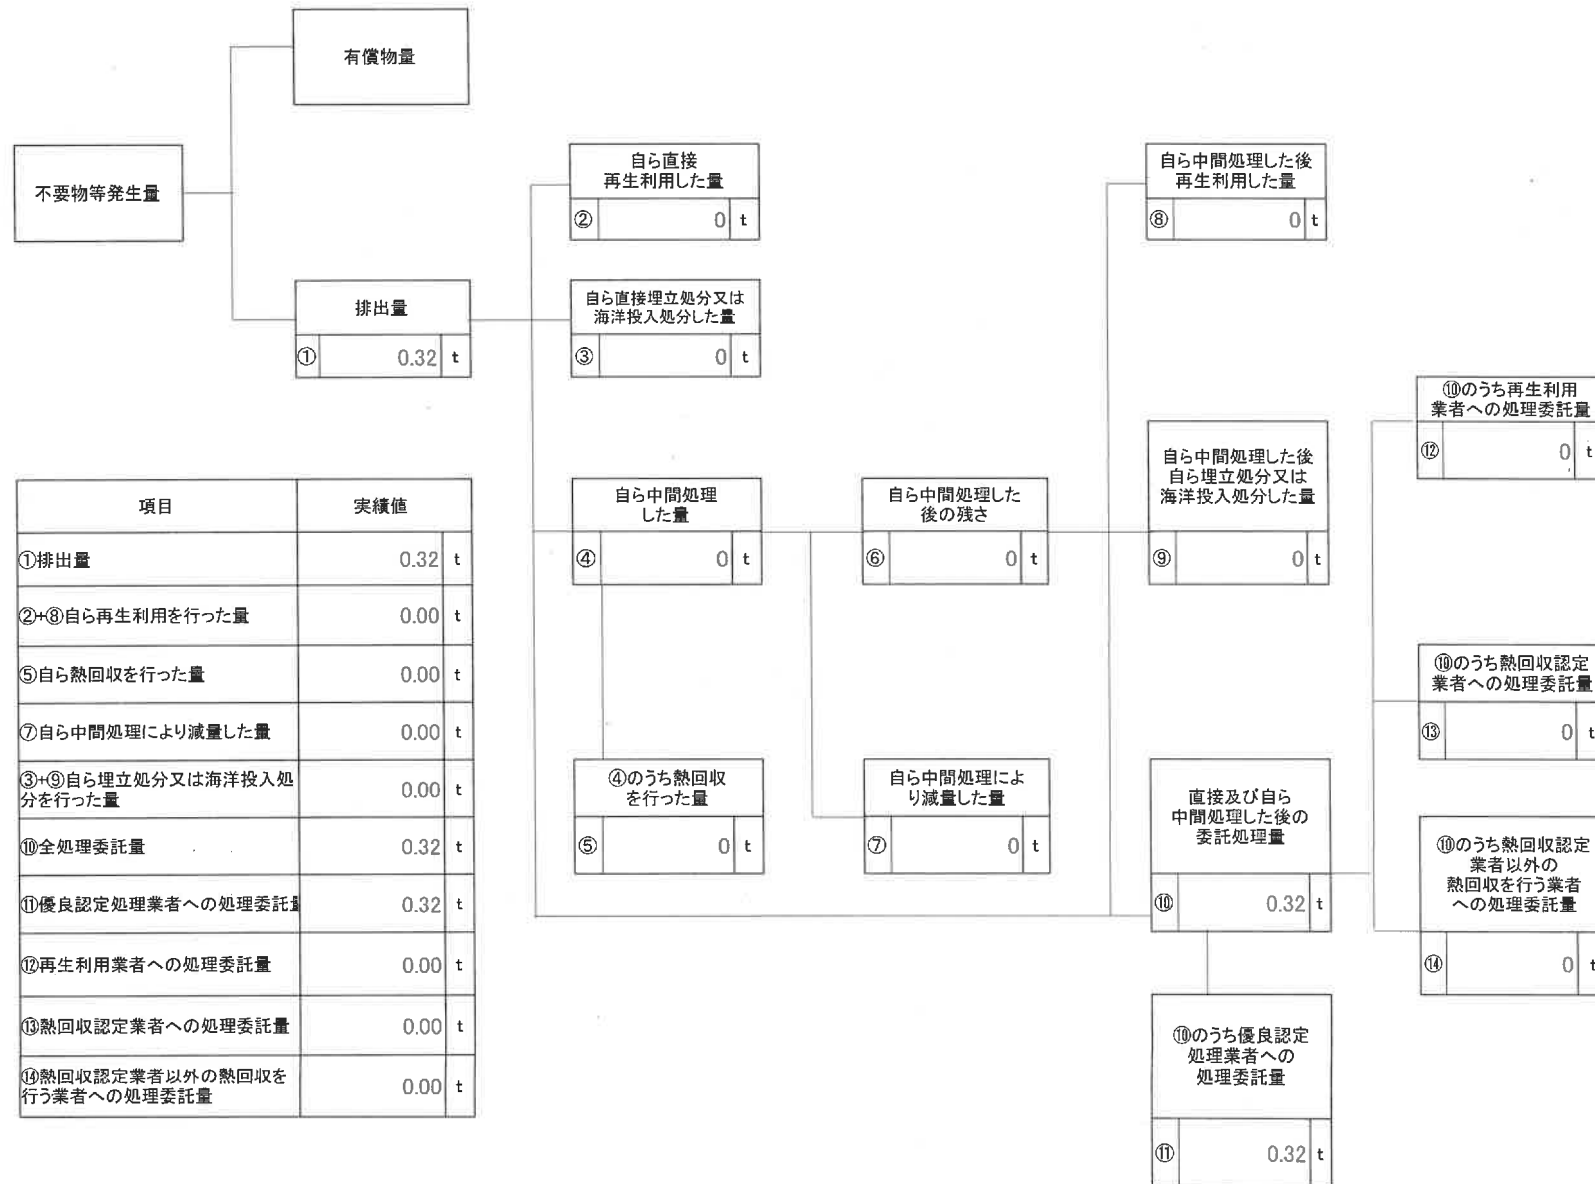 有償物量
不要物等発生量
排出量
① 0.32 t
自ら直接
再生利用した量
② 0 t
自ら直接埋立処分又は
海洋投入処分した量
③ 0 t
自ら中間処理
した量
④ 0 t
④のうち熱回収
を行った量
⑤ 0 t
自ら中間処理した
後の残さ
⑥ 0 t
自ら中間処理によ
り減量した量
⑦ 0 t
自ら中間処理した後
再生利用した量
⑧ 0 t
自ら中間処理した後
自ら埋立処分又は
海洋投入処分した量
⑨ 0 t
直接及び自ら
中間処理した後の
委託処理量
⑩ 0.32 t
⑩のうち優良認定
処理業者への
処理委託量
⑪ 0.32 t
⑩のうち再生利用
業者への処理委託量
⑫ 0 t
⑩のうち熱回収認定
業者への処理委託量
⑬ 0 t
⑩のうち熱回収認定
業者以外の
熱回収を行う業者
への処理委託量
⑭ 0 t
項目 実績値
①排出量 0.32 t
②+⑧自ら再生利用を行った量 0.00 t
⑤自ら熱回収を行った量 0.00 t
⑦自ら中間処理により減量した量 0.00 t
③+⑨自ら埋立処分又は海洋投入処
分を行った量 0.00 t
⑩全処理委託量 0.32 t
⑪優良認定処理業者への処理委託量 0.32 t
⑫再生利用業者への処理委託量 0.00 t
⑬熱回収認定業者への処理委託量 0.00 t
⑭熱回収認定業者以外の熱回収を
行う業者への処理委託量 0.00 t